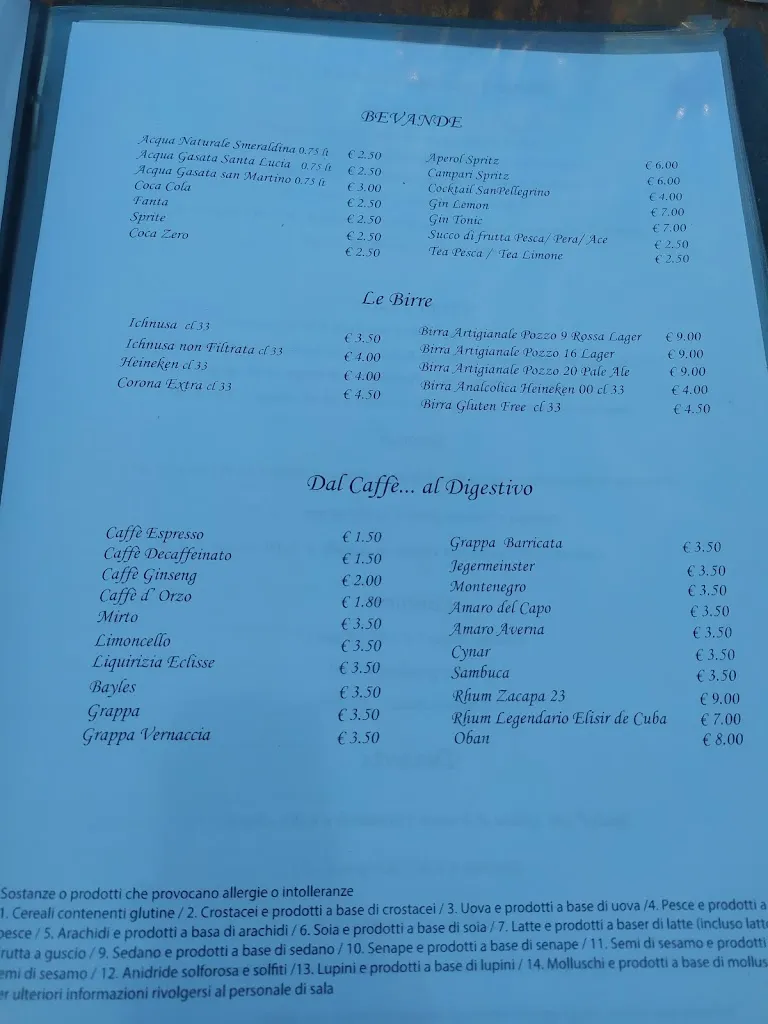 BEVANDE
Acqua Naturale Smeraldina 0.75 lt € 2.50
Acqua Gasata Santa Lucia 0.75 lt € 2.50
Acqua Gasata san Martino 0.75 lt € 3.00
Coca Cola € 2.50
Fanta € 2.50
Sprite € 2.50
Coca Zero € 2.50
Aperol Spritz € 6.00
Campari Spritz € 6.00
Cocktail SanPellegrino € 4.00
Gin Lemon € 7.00
Gin Tonic € 7.00
Succo di frutta Pesca/ Pera/ Ace € 2.50
Tea Pesca / Tea Limone € 2.50
Le Birre
Ichnusa cl 33 € 3.50
Ichnusa non Filtrata cl 33 € 4.00
Heineken cl 33 € 4.00
Corona Extra cl 33 € 4.50
Birra Artigianale Pozzo 9 Rossa Lager € 9.00
Birra Artigianale Pozzo 16 Lager € 9.00
Birra Artigianale Pozzo 20 Pale Ale € 9.00
Birra Analcolica Heineken 00 cl 33 € 4.00
Birra Gluten Free cl 33 € 4.50
Dal Caffè... al Digestivo
Caffè Espresso € 1.50
Caffè Decaffeinato € 1.50
Caffè Ginseng € 2.00
Caffè d' Orzo € 1.80
Mirto € 3.50
Limoncello € 3.50
Liquirizia Eclisse € 3.50
Bayles € 3.50
Grappa € 3.50
Grappa Vernaccia € 3.50
Grappa Barricata € 3.50
Jegermeinster € 3.50
Montenegro € 3.50
Amaro del Capo € 3.50
Amaro Averna € 3.50
Cynar € 3.50
Sambuca € 3.50
Rhum Zacapa 23 € 9.00
Rhum Legendario Elisir de Cuba € 7.00
Oban € 8.00
Sostanze o prodotti che provocano allergie o intolleranze
1. Cereali contenenti glutine / 2. Crostacei e prodotti a base di crostacei / 3. Uova e prodotti a base di uova /4. Pesce e prodotti a
pesce / 5. Arachidi e prodotti a basa di arachidi / 6. Soia e prodotti a base di soia / 7. Latte e prodotti a baser di latte (incluso latt
rutta a guscio / 9. Sedano e prodotti a base di sedano / 10. Senape e prodotti a base di senape / 11. Semi di sesamo e prodotti
emi di sesamo / 12. Anidride solforosa e solfiti /13. Lupini e prodotti a base di lupini / 14. Molluschi e prodotti a base di mollus
er ulteriori informazioni rivolgersi al personale di sala